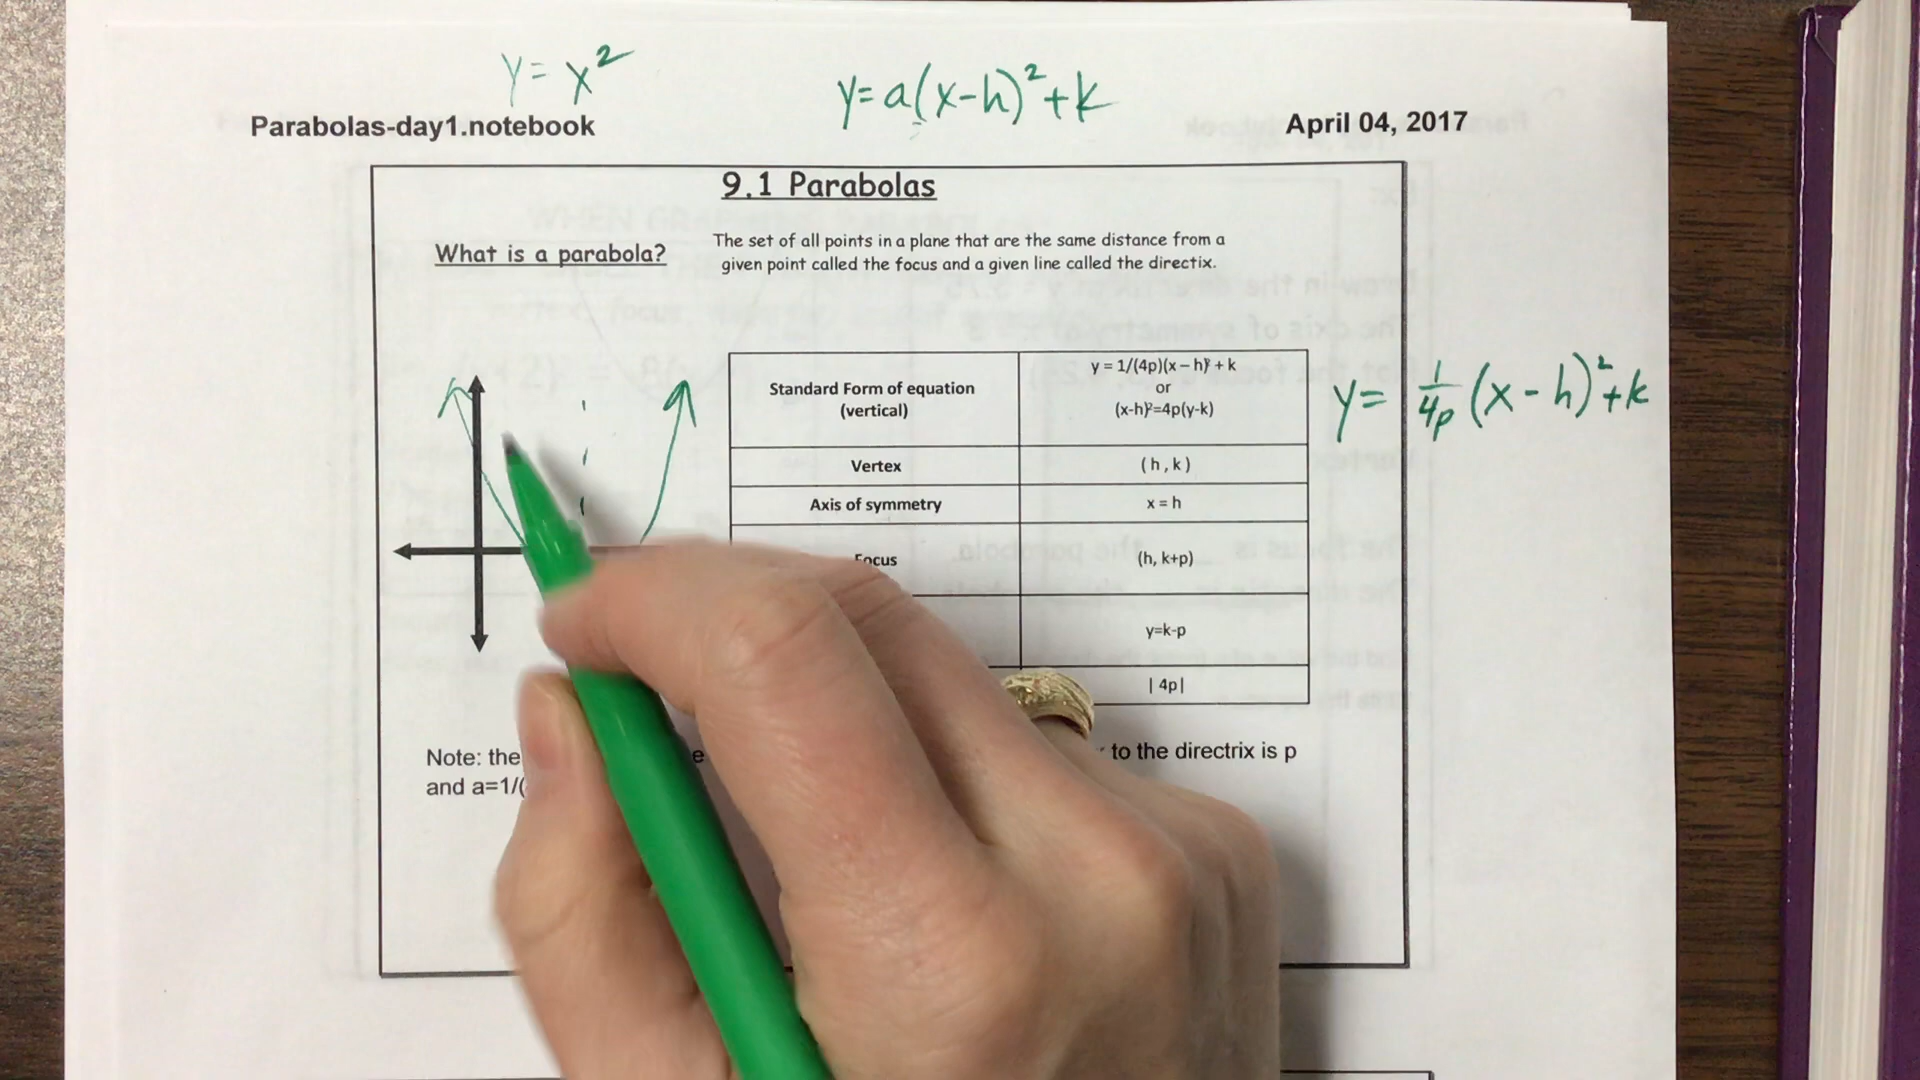 y = x²
y = a(x-h)² + k
Parabolas-day1.notebook
April 04, 2017
9.1 Parabolas
What is a parabola?
The set of all points in a plane that are the same distance from a
given point called the focus and a given line called the directix.
Standard Form of equation
(vertical)
y = 1/(4p)(x – h)² + k
or
(x-h)²=4p(y-k)
y = 1/4p (x - h)² + k
Vertex
(h , k)
Axis of symmetry
x = h
Focus
(h, k+p)
y=k-p
| 4p|
Note: the
to the directrix is p
and a=1/(